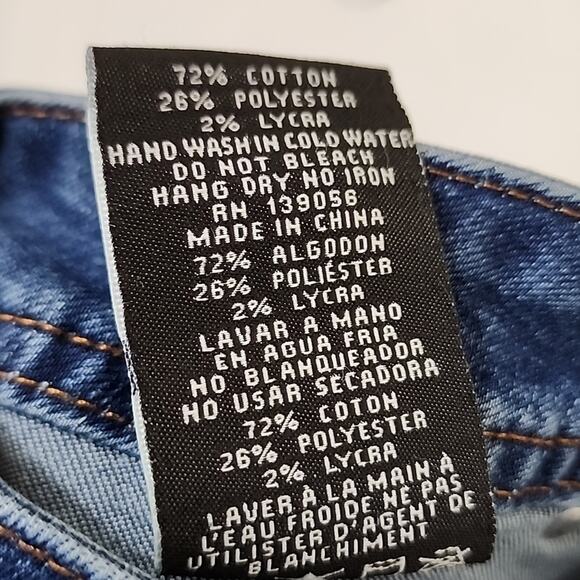 72% COTTON
26% POLYESTER
2% LYCRA
HAND WASH IN COLD WATER
DO NOT BLEACH
HANG DRY NO IRON
RN 139056
MADE IN CHINA
72% ALGODON
26% POLIÉSTER
2% LYCRA
LAVAR A MANO
EN AGUA FRIA
NO BLANQUEADOR
NO USAR SECADORA
72% COTON
26% POLYESTER
2% LYCRA
LAVER À LA MAIN À
L'EAU FROIDE NE PAS
UTILISTER D'AGENT DE
BLANCHIMENT